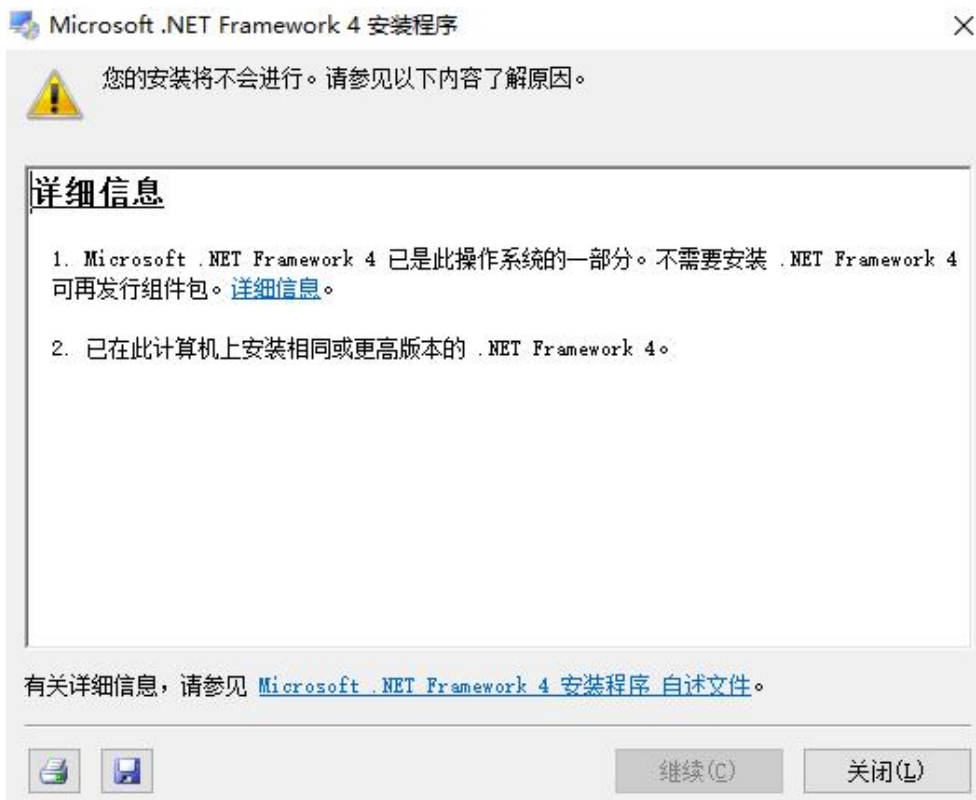 Microsoft .NET Framework 4 安装程序
您的安装将不会进行。请参见以下内容了解原因。
详细信息
1. Microsoft .NET Framework 4 已是此操作系统的一部分。不需要安装 .NET Framework 4
可再发行组件包。详细信息。
2. 已在此计算机上安装相同或更高版本的 .NET Framework 4。
有关详细信息，请参见 Microsoft .NET Framework 4 安装程序 自述文件。
继续(C)
关闭(L)